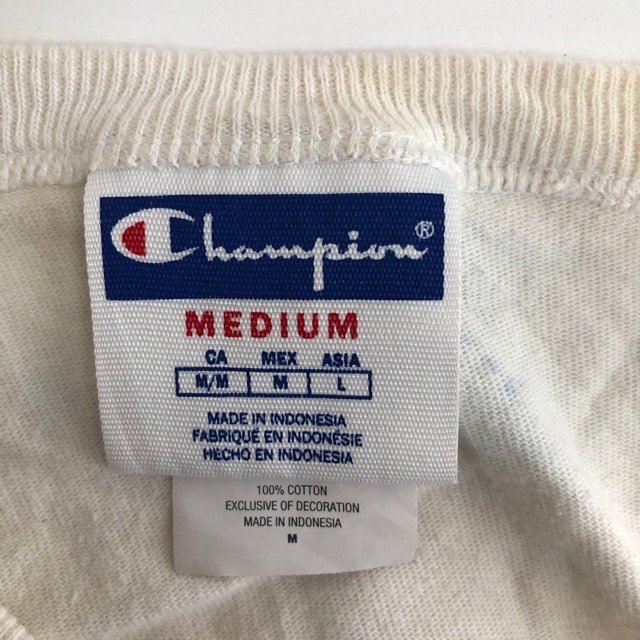 Champion®
MEDIUM
CA MEX ASIA
M/M M L
MADE IN INDONESIA
FABRIQUÉ EN INDONÉSIE
HECHO EN INDONESIA
100% COTTON
EXCLUSIVE OF DECORATION
MADE IN INDONESIA
M